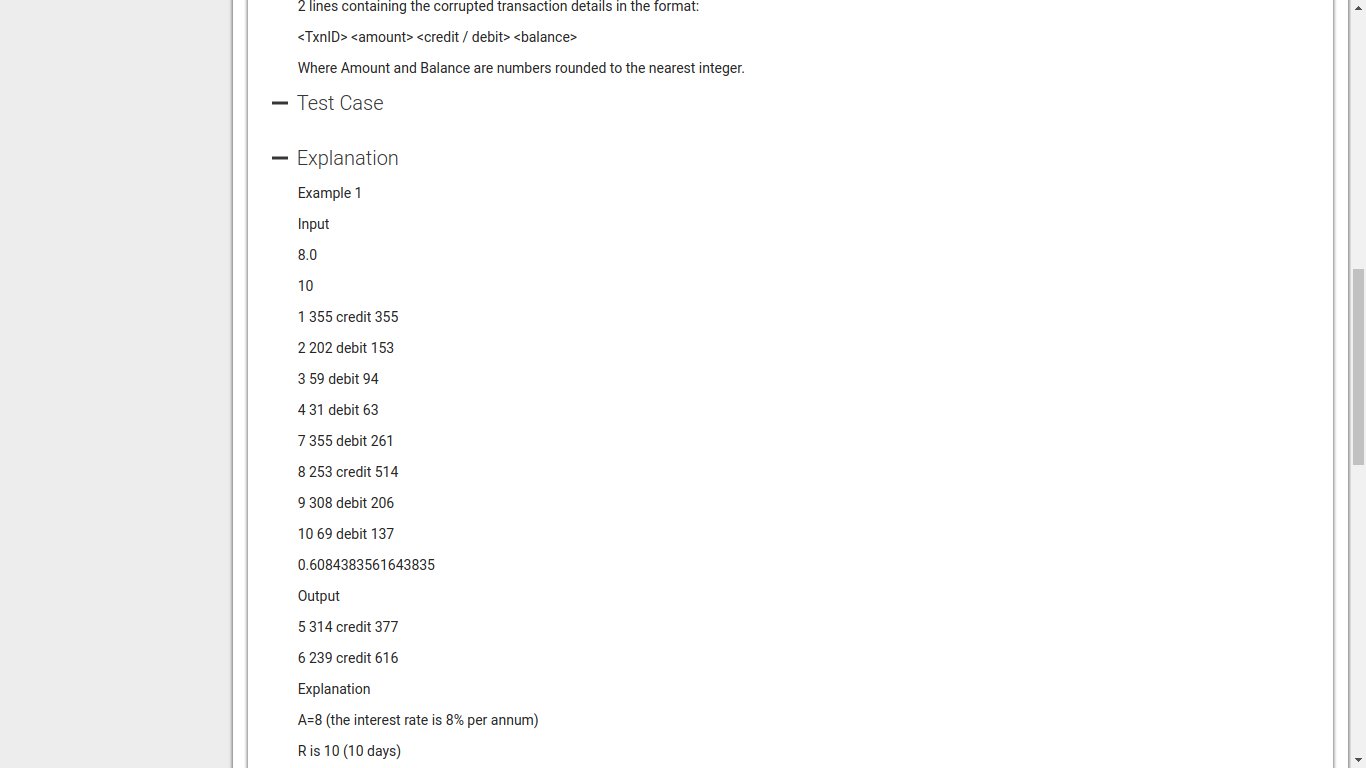 2 lines containing the corrupted transaction details in the format:
<TxnID> <amount> <credit / debit> <balance>
Where Amount and Balance are numbers rounded to the nearest integer.
Test Case
Explanation
Example 1
Input
8.0
10
1 355 credit 355
2 202 debit 153
3 59 debit 94
4 31 debit 63
7 355 debit 261
8 253 credit 514
9 308 debit 206
10 69 debit 137
0.6084383561643835
Output
5 314 credit 377
6 239 credit 616
Explanation
A=8 (the interest rate is 8% per annum)
R is 10 (10 days)